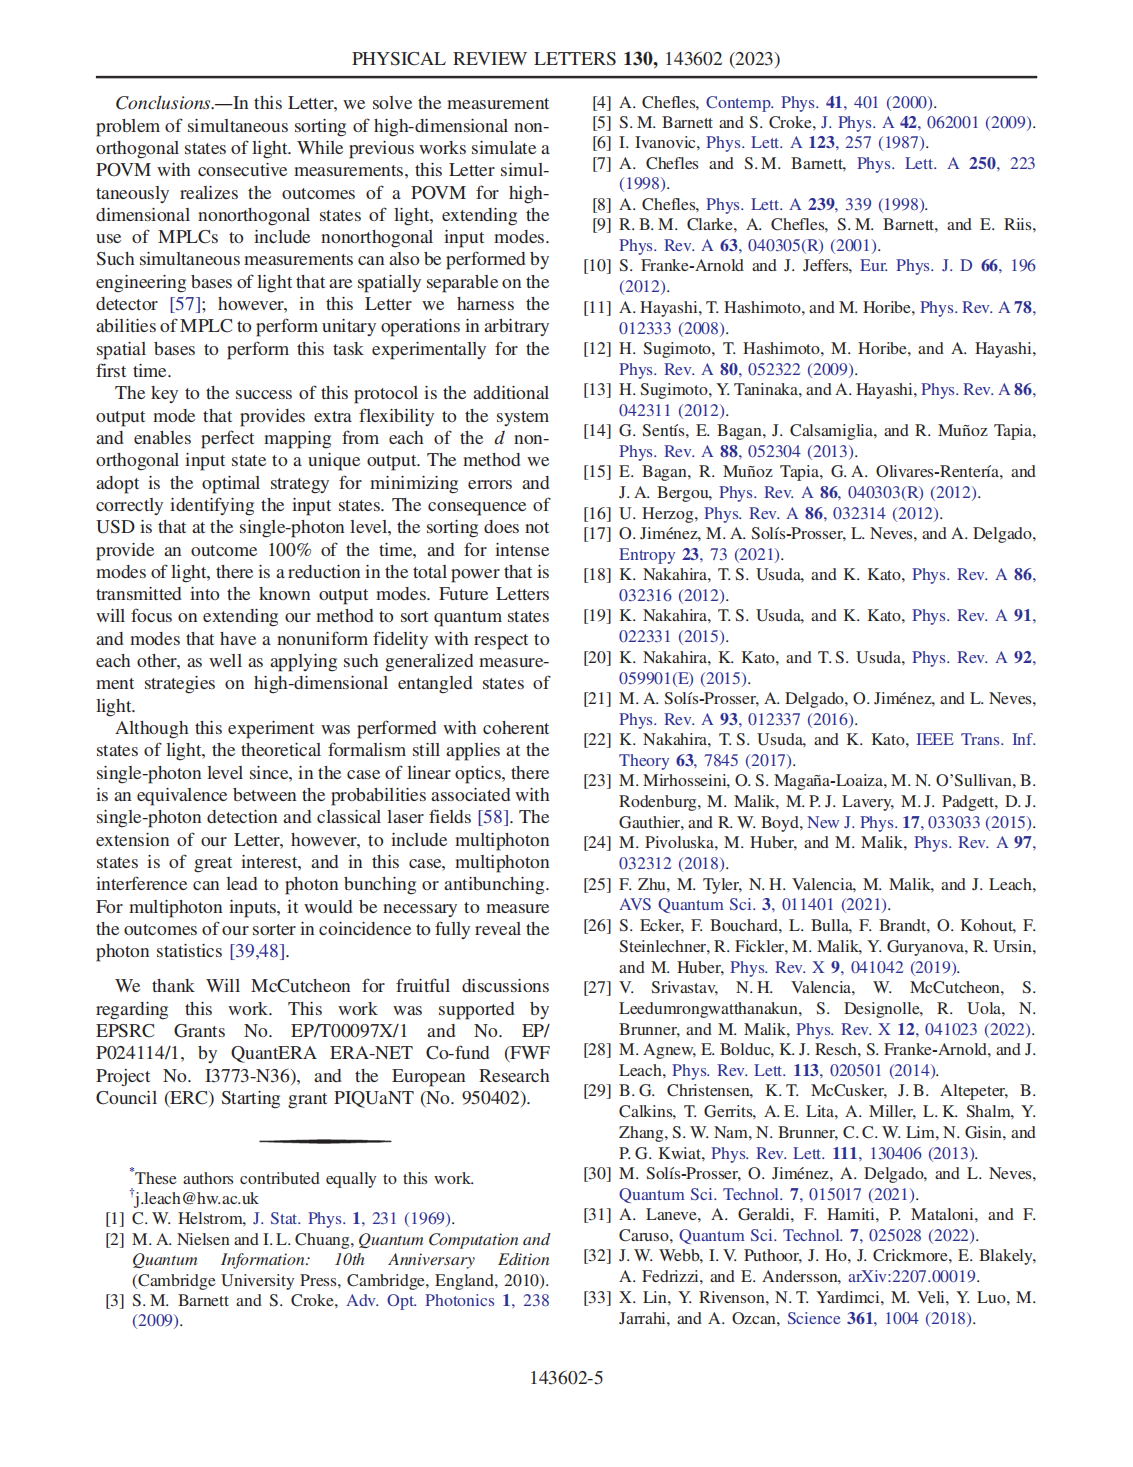 PHYSICAL REVIEW LETTERS 130, 143602 (2023)
Conclusions.—In this Letter, we solve the measurement
problem of simultaneous sorting of high-dimensional non-
orthogonal states of light. While previous works simulate a
POVM with consecutive measurements, this Letter simul-
taneously realizes the outcomes of a POVM for high-
dimensional nonorthogonal states of light, extending the
use of MPLCs to include nonorthogonal input modes.
Such simultaneous measurements can also be performed by
engineering bases of light that are spatially separable on the
detector [57]; however, in this Letter we harness the
abilities of MPLC to perform unitary operations in arbitrary
spatial bases to perform this task experimentally for the
first time.
The key to the success of this protocol is the additional
output mode that provides extra flexibility to the system
and enables perfect mapping from each of the d non-
orthogonal input state to a unique output. The method we
adopt is the optimal strategy for minimizing errors and
correctly identifying the input states. The consequence of
USD is that at the single-photon level, the sorting does not
provide an outcome 100% of the time, and for intense
modes of light, there is a reduction in the total power that is
transmitted into the known output modes. Future Letters
will focus on extending our method to sort quantum states
and modes that have a nonuniform fidelity with respect to
each other, as well as applying such generalized measure-
ment strategies on high-dimensional entangled states of
light.
Although this experiment was performed with coherent
states of light, the theoretical formalism still applies at the
single-photon level since, in the case of linear optics, there
is an equivalence between the probabilities associated with
single-photon detection and classical laser fields [58]. The
extension of our Letter, however, to include multiphoton
states is of great interest, and in this case, multiphoton
interference can lead to photon bunching or antibunching.
For multiphoton inputs, it would be necessary to measure
the outcomes of our sorter in coincidence to fully reveal the
photon statistics [39,48].
We thank Will McCutcheon for fruitful discussions
regarding this work. This work was supported by
EPSRC Grants No. EP/T00097X/1 and No. EP/
P024114/1, by QuantERA ERA-NET Co-fund (FWF
Project No. I3773-N36), and the European Research
Council (ERC) Starting grant PIQUaNT (No. 950402).
*These authors contributed equally to this work.
†j.leach@hw.ac.uk
[1] C. W. Helstrom, J. Stat. Phys. 1, 231 (1969).
[2] M. A. Nielsen and I. L. Chuang, Quantum Computation and
Quantum Information: 10th Anniversary Edition
(Cambridge University Press, Cambridge, England, 2010).
[3] S. M. Barnett and S. Croke, Adv. Opt. Photonics 1, 238
(2009).
[4] A. Chefles, Contemp. Phys. 41, 401 (2000).
[5] S. M. Barnett and S. Croke, J. Phys. A 42, 062001 (2009).
[6] I. Ivanovic, Phys. Lett. A 123, 257 (1987).
[7] A. Chefles and S. M. Barnett, Phys. Lett. A 250, 223
(1998).
[8] A. Chefles, Phys. Lett. A 239, 339 (1998).
[9] R. B. M. Clarke, A. Chefles, S. M. Barnett, and E. Riis,
Phys. Rev. A 63, 040305(R) (2001).
[10] S. Franke-Arnold and J. Jeffers, Eur. Phys. J. D 66, 196
(2012).
[11] A. Hayashi, T. Hashimoto, and M. Horibe, Phys. Rev. A 78,
012333 (2008).
[12] H. Sugimoto, T. Hashimoto, M. Horibe, and A. Hayashi,
Phys. Rev. A 80, 052322 (2009).
[13] H. Sugimoto, Y. Taninaka, and A. Hayashi, Phys. Rev. A 86,
042311 (2012).
[14] G. Sentís, E. Bagan, J. Calsamiglia, and R. Muñoz Tapia,
Phys. Rev. A 88, 052304 (2013).
[15] E. Bagan, R. Muñoz Tapia, G. A. Olivares-Rentería, and
J. A. Bergou, Phys. Rev. A 86, 040303(R) (2012).
[16] U. Herzog, Phys. Rev. A 86, 032314 (2012).
[17] O. Jiménez, M. A. Solís-Prosser, L. Neves, and A. Delgado,
Entropy 23, 73 (2021).
[18] K. Nakahira, T. S. Usuda, and K. Kato, Phys. Rev. A 86,
032316 (2012).
[19] K. Nakahira, T. S. Usuda, and K. Kato, Phys. Rev. A 91,
022331 (2015).
[20] K. Nakahira, K. Kato, and T. S. Usuda, Phys. Rev. A 92,
059901(E) (2015).
[21] M. A. Solís-Prosser, A. Delgado, O. Jiménez, and L. Neves,
Phys. Rev. A 93, 012337 (2016).
[22] K. Nakahira, T. S. Usuda, and K. Kato, IEEE Trans. Inf.
Theory 63, 7845 (2017).
[23] M. Mirhosseini, O. S. Magaña-Loaiza, M. N. O'Sullivan, B.
Rodenburg, M. Malik, M. P. J. Lavery, M. J. Padgett, D. J.
Gauthier, and R. W. Boyd, New J. Phys. 17, 033033 (2015).
[24] M. Pivoluska, M. Huber, and M. Malik, Phys. Rev. A 97,
032312 (2018).
[25] F. Zhu, M. Tyler, N. H. Valencia, M. Malik, and J. Leach,
AVS Quantum Sci. 3, 011401 (2021).
[26] S. Ecker, F. Bouchard, L. Bulla, F. Brandt, O. Kohout, F.
Steinlechner, R. Fickler, M. Malik, Y. Guryanova, R. Ursin,
and M. Huber, Phys. Rev. X 9, 041042 (2019).
[27] V. Srivastav, N. H. Valencia, W. McCutcheon, S.
Leedumrongwatthanakun, S. Designolle, R. Uola, N.
Brunner, and M. Malik, Phys. Rev. X 12, 041023 (2022).
[28] M. Agnew, E. Bolduc, K. J. Resch, S. Franke-Arnold, and J.
Leach, Phys. Rev. Lett. 113, 020501 (2014).
[29] B. G. Christensen, K. T. McCusker, J. B. Altepeter, B.
Calkins, T. Gerrits, A. E. Lita, A. Miller, L. K. Shalm, Y.
Zhang, S. W. Nam, N. Brunner, C. C. W. Lim, N. Gisin, and
P. G. Kwiat, Phys. Rev. Lett. 111, 130406 (2013).
[30] M. Solís-Prosser, O. Jiménez, A. Delgado, and L. Neves,
Quantum Sci. Technol. 7, 015017 (2021).
[31] A. Laneve, A. Geraldi, F. Hamiti, P. Mataloni, and F.
Caruso, Quantum Sci. Technol. 7, 025028 (2022).
[32] J. W. Webb, I. V. Puthoor, J. Ho, J. Crickmore, E. Blakely,
A. Fedrizzi, and E. Andersson, arXiv:2207.00019.
[33] X. Lin, Y. Rivenson, N. T. Yardimci, M. Veli, Y. Luo, M.
Jarrahi, and A. Ozcan, Science 361, 1004 (2018).
143602-5